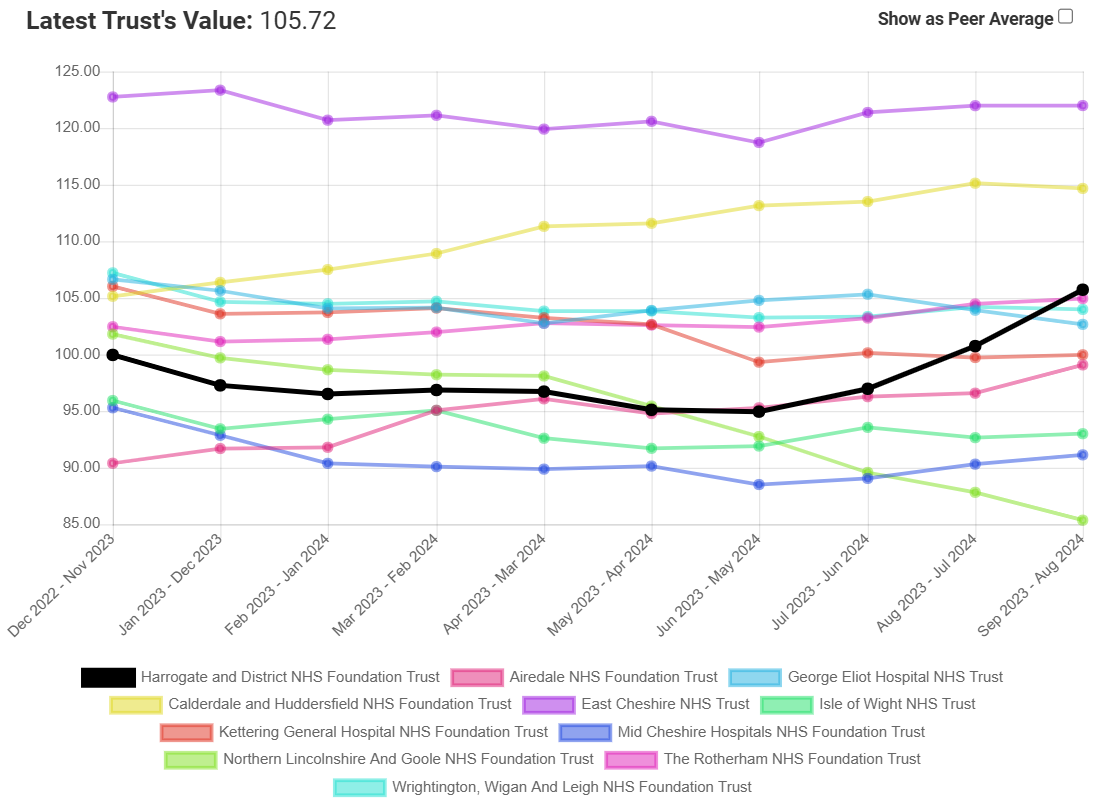 Latest Trust's Value: 105.72
Show as Peer Average
125.00
120.00
115.00
110.00
105.00
100.00
95.00
90.00
85.00
Dec 2022 - Nov 2023
Jan 2023 - Dec 2023
Feb 2023 - Jan 2024
Mar 2023 - Feb 2024
Apr 2023 - Mar 2024
May 2023 - Apr 2024
Jun 2023 - May 2024
Jul 2023 - Jun 2024
Aug 2023 - Jul 2024
Sep 2023 - Aug 2024
Harrogate and District NHS Foundation Trust
Airedale NHS Foundation Trust
George Eliot Hospital NHS Trust
Calderdale and Huddersfield NHS Foundation Trust
East Cheshire NHS Trust
Isle of Wight NHS Trust
Kettering General Hospital NHS Foundation Trust
Mid Cheshire Hospitals NHS Foundation Trust
Northern Lincolnshire And Goole NHS Foundation Trust
The Rotherham NHS Foundation Trust
Wrightington, Wigan And Leigh NHS Foundation Trust